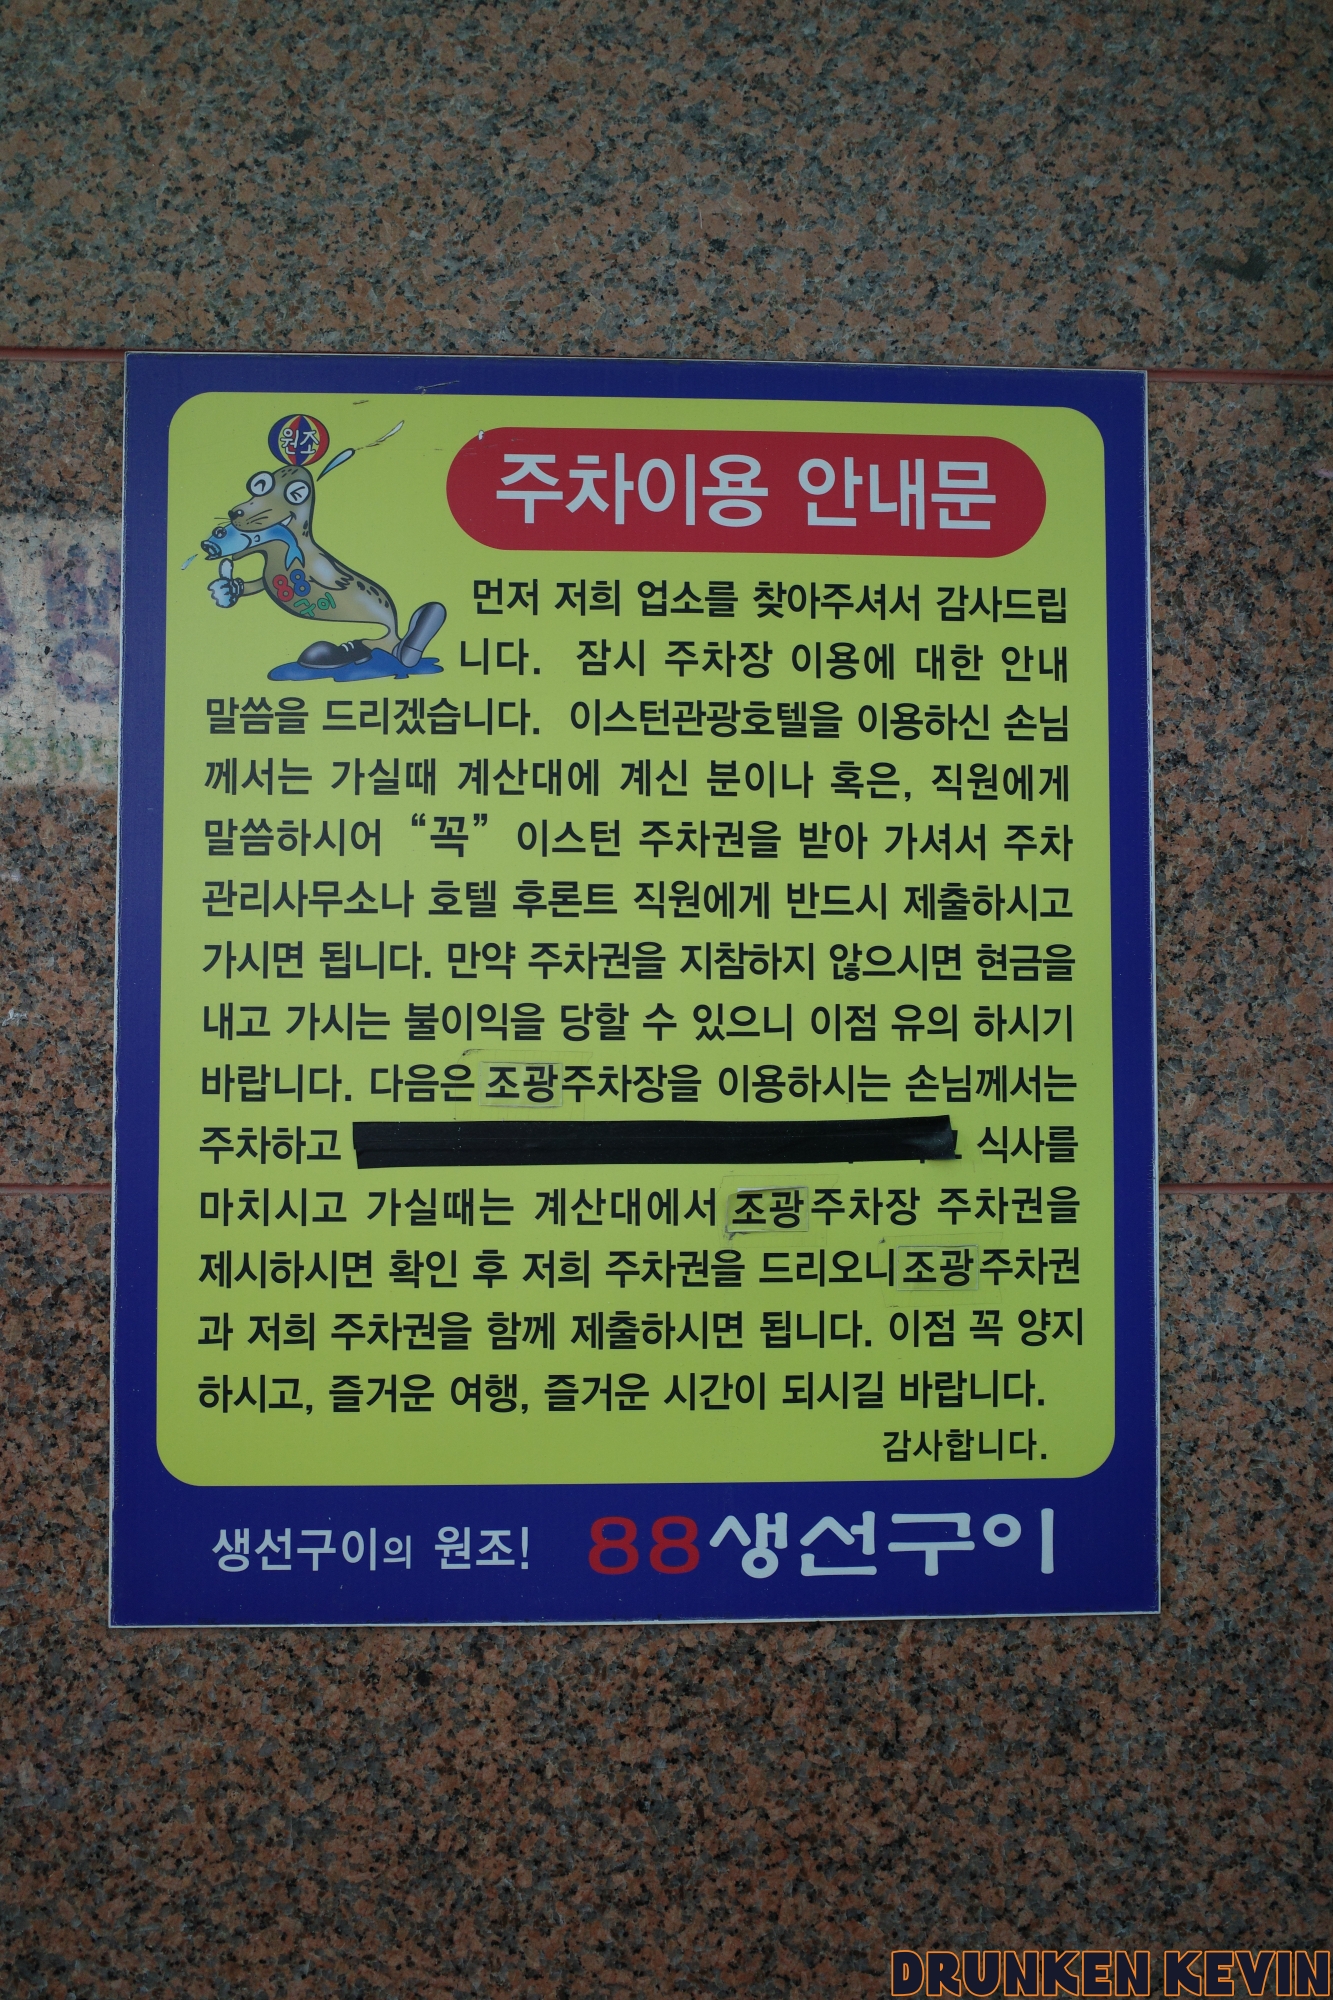 원조
주차이용 안내문
88
구이
먼저 저희 업소를 찾아주셔서 감사드립
니다. 잠시 주차장 이용에 대한 안내
말씀을 드리겠습니다. 이스턴관광호텔을 이용하신 손님
께서는 가실때 계산대에 계신 분이나 혹은, 직원에게
말씀하시어 “꼭” 이스턴 주차권을 받아 가셔서 주차
관리사무소나 호텔 후론트 직원에게 반드시 제출하시고
가시면 됩니다. 만약 주차권을 지참하지 않으시면 현금을
내고 가시는 불이익을 당할 수 있으니 이점 유의 하시기
바랍니다. 다음은 조광주차장을 이용하시는 손님께서는
주차하고 식사를
마치시고 가실때는 계산대에서 조광주차장 주차권을
제시하시면 확인 후 저희 주차권을 드리오니 조광주차권
과 저희 주차권을 함께 제출하시면 됩니다. 이점 꼭 양지
하시고, 즐거운 여행, 즐거운 시간이 되시길 바랍니다.
감사합니다.
생선구이의 원조! 88생선구이
DRUNKEN KEVIN